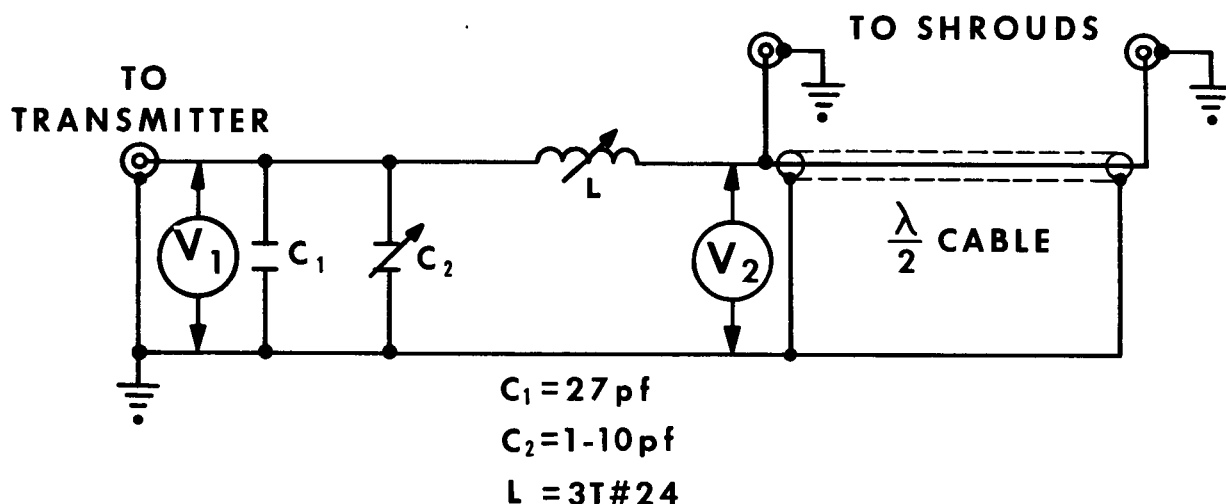 TO SHROUDS
TO
TRANSMITTER
L
V1
C1
C2
V2
λ/2 CABLE
C1 = 27 pf
C2 = 1-10 pf
L = 3T#24